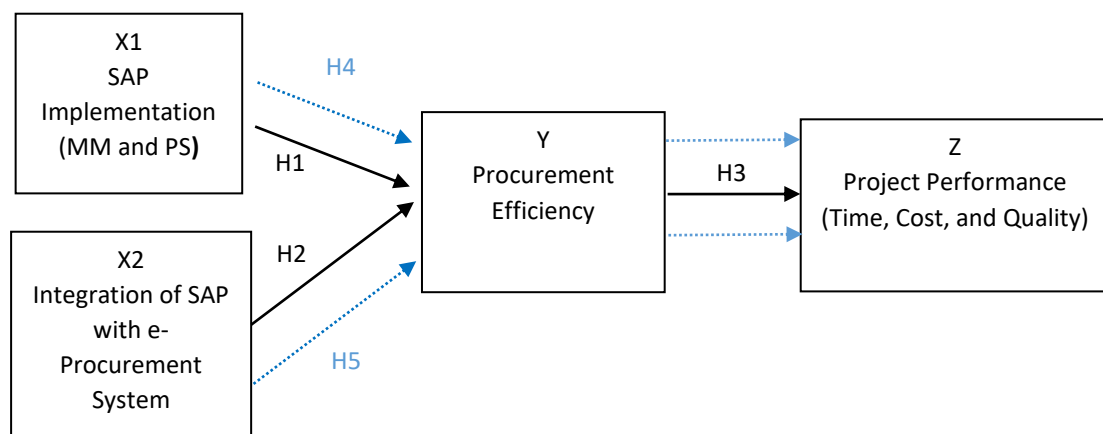 X1
SAP
Implementation
(MM and PS)
H4
H1
X2
Integration of SAP
with e-
Procurement
System
H2
H5
Y
Procurement
Efficiency
H3
Z
Project Performance
(Time, Cost, and Quality)